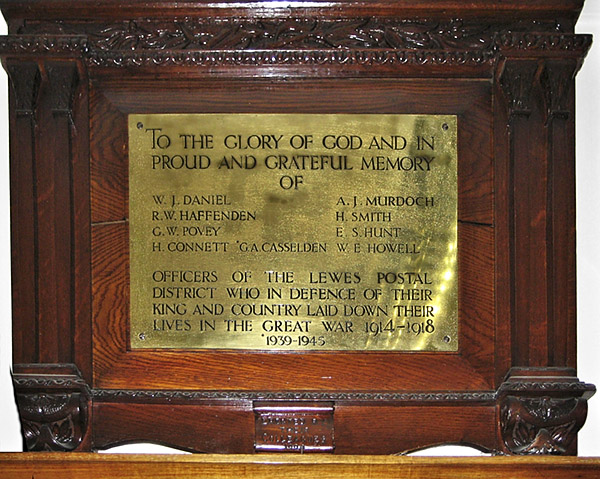 TO THE GLORY OF GOD AND IN
PROUD AND GRATEFUL MEMORY
OF
W. J. DANIEL A. J. MURDOCH
R. W. HAFFENDEN H. SMITH
G. W. POVEY E. S. HUNT
H. CONNETT *G. A. CASSELDEN W. E. HOWELL
OFFICERS OF THE LEWES POSTAL
DISTRICT WHO IN DEFENCE OF THEIR
KING AND COUNTRY LAID DOWN THEIR
LIVES IN THE GREAT WAR 1914-1918
*1939-1945